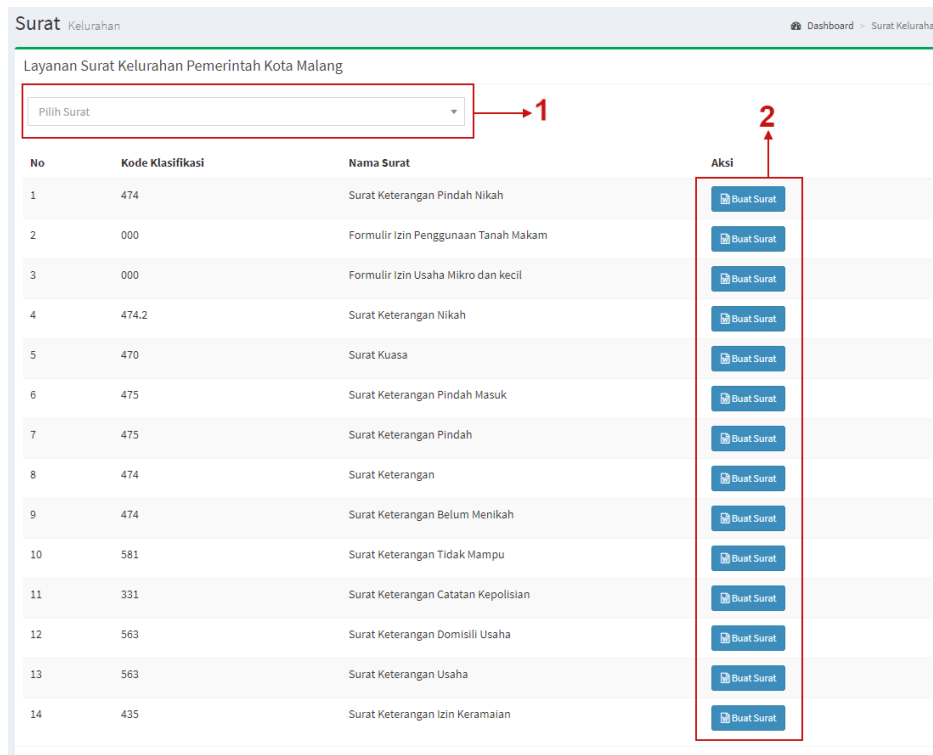 Surat Kelurahan
Dashboard > Surat Keluraha
Layanan Surat Kelurahan Pemerintah Kota Malang
Pilih Surat
1
2
No Kode Klasifikasi Nama Surat Aksi
1 474 Surat Keterangan Pindah Nikah Buat Surat
2 000 Formulir Izin Penggunaan Tanah Makam Buat Surat
3 000 Formulir Izin Usaha Mikro dan kecil Buat Surat
4 474.2 Surat Keterangan Nikah Buat Surat
5 470 Surat Kuasa Buat Surat
6 475 Surat Keterangan Pindah Masuk Buat Surat
7 475 Surat Keterangan Pindah Buat Surat
8 474 Surat Keterangan Buat Surat
9 474 Surat Keterangan Belum Menikah Buat Surat
10 581 Surat Keterangan Tidak Mampu Buat Surat
11 331 Surat Keterangan Catatan Kepolisian Buat Surat
12 563 Surat Keterangan Domisili Usaha Buat Surat
13 563 Surat Keterangan Usaha Buat Surat
14 435 Surat Keterangan Izin Keramaian Buat Surat